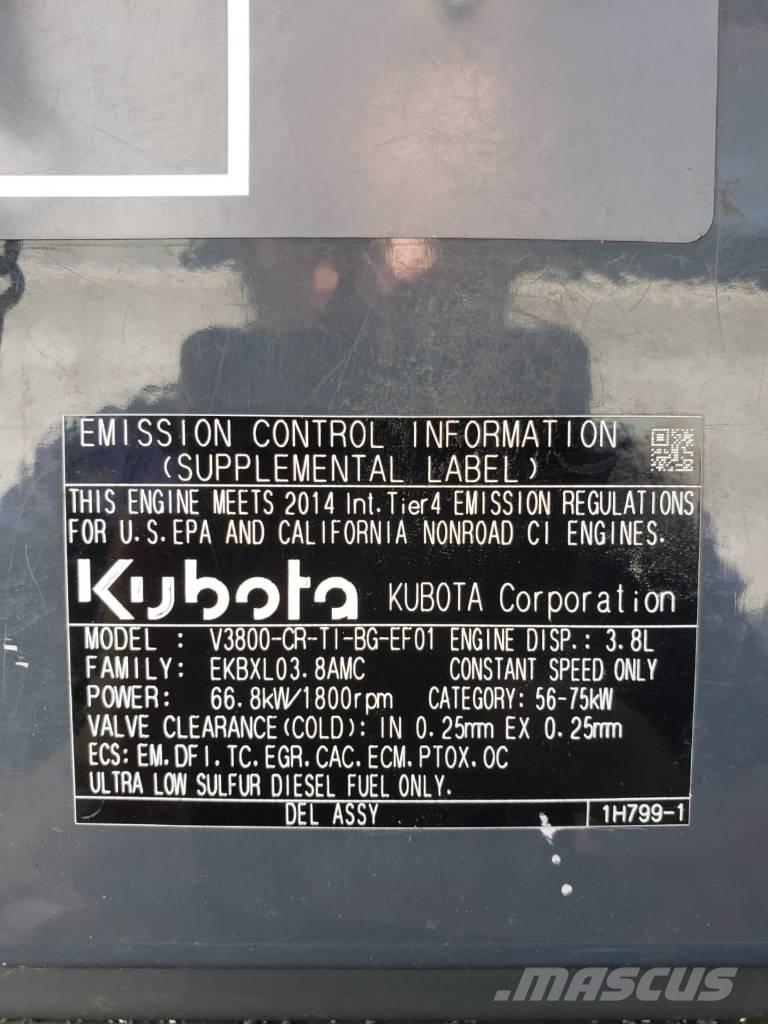 EMISSION CONTROL INFORMATION
(SUPPLEMENTAL LABEL)
THIS ENGINE MEETS 2014 Int.Tier4 EMISSION REGULATIONS
FOR U.S.EPA AND CALIFORNIA NONROAD CI ENGINES.
Kubota KUBOTA Corporation
MODEL : V3800-CR-TI-BG-EF01 ENGINE DISP.: 3.8L
FAMILY: EKBXL03.8AMC CONSTANT SPEED ONLY
POWER: 66.8kW/1800rpm CATEGORY: 56-75kW
VALVE CLEARANCE(COLD): IN 0.25mm EX 0.25mm
ECS: EM.DFI.TC.EGR.CAC.ECM.PTOX.OC
ULTRA LOW SULFUR DIESEL FUEL ONLY.
DEL ASSY 1H799-1
MASCUS